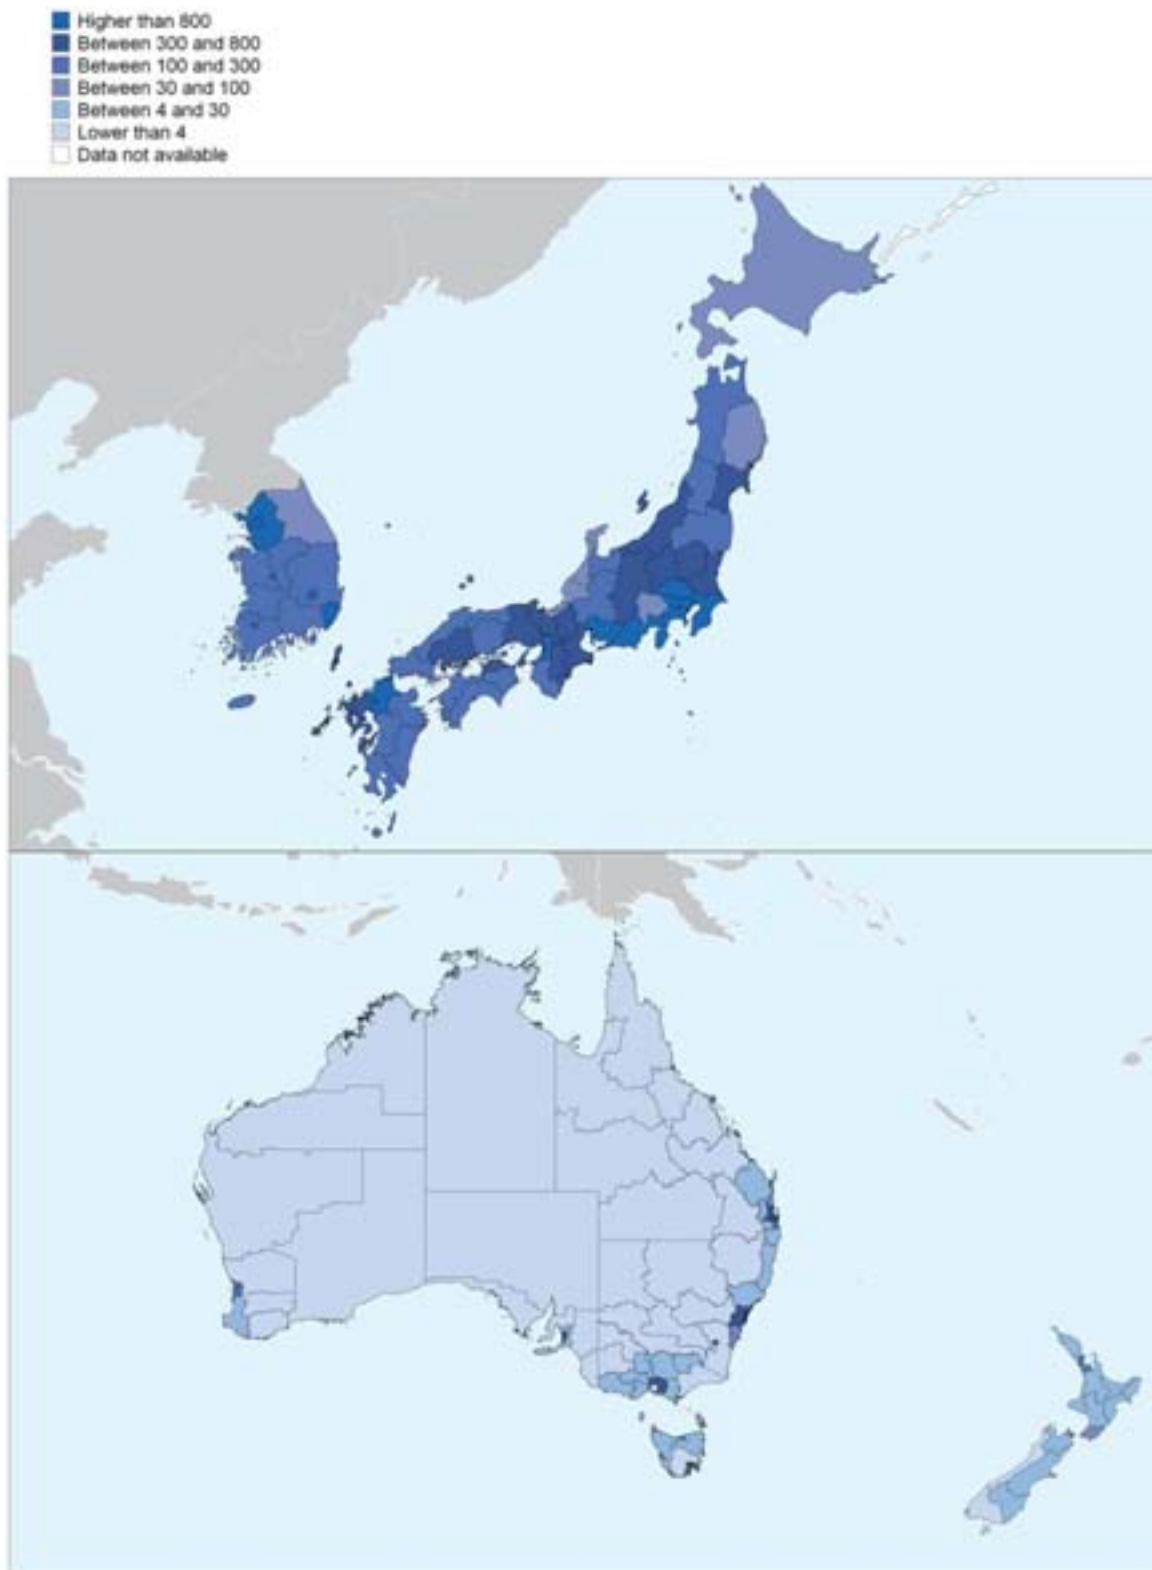 Higher than 800
Between 300 and 800
Between 100 and 300
Between 30 and 100
Between 4 and 30
Lower than 4
Data not available